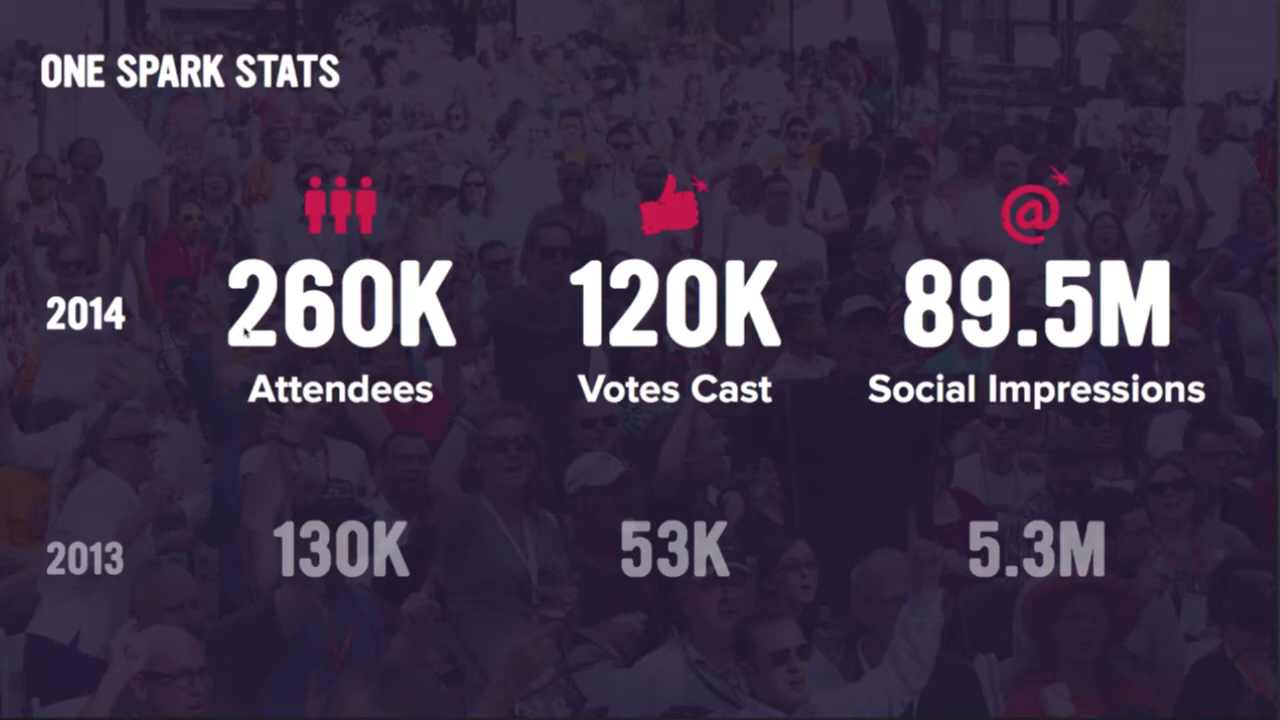 ONE SPARK STATS
2014 260K 120K 89.5M
Attendees Votes Cast Social Impressions
2013 130K 53K 5.3M